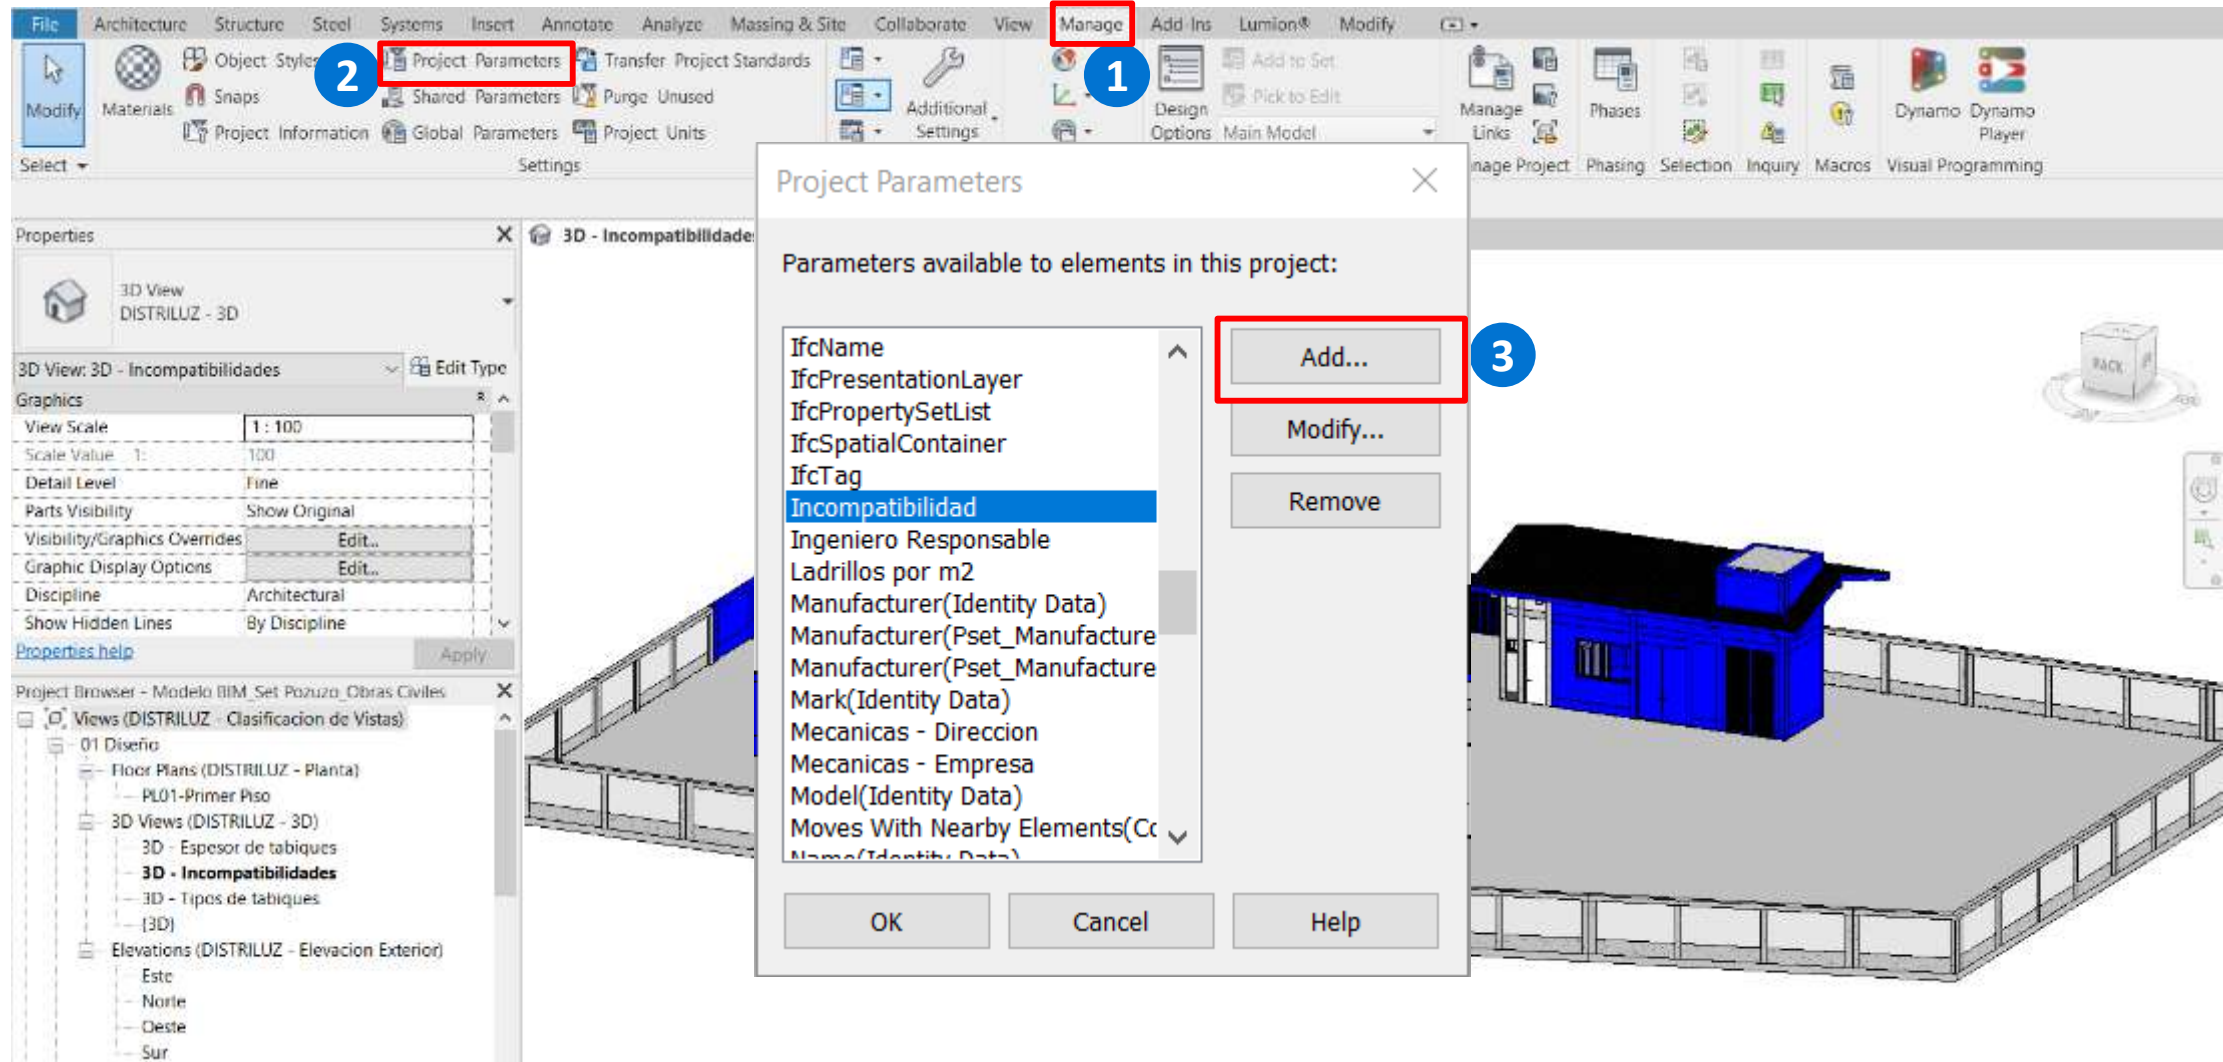 File Architecture Structure Steel Systems Insert Annotate Analyze Massing & Site Collaborate View Manage Add-Ins Lumion® Modify
Modify
Select
Materials
Object Styles
Snaps
Project Information
2
Project Parameters
Shared Parameters
Global Parameters
Transfer Project Standards
Purge Unused
Project Units
Settings
Additional
Settings
1
Design
Options
Add to Set
Pick to Edit
Main Model
Manage
Links
nage Project
Phases
Phasing
Selection
Inquiry
Macros
Dynamo
Dynamo
Player
Visual Programming
Properties
3D View
DISTRILUZ - 3D
3D View: 3D - Incompatibilidades
Edit Type
Graphics
View Scale 1 : 100
Scale Value 1: 100
Detail Level Fine
Parts Visibility Show Original
Visibility/Graphics Overrides Edit...
Graphic Display Options Edit...
Discipline Architectural
Show Hidden Lines By Discipline
Properties help Apply
Project Browser - Modelo BIM_Set Pozuzo_Obras Civiles
Views (DISTRILUZ - Clasificacion de Vistas)
01 Diseño
Floor Plans (DISTRILUZ - Planta)
PL01-Primer Piso
3D Views (DISTRILUZ - 3D)
3D - Espesor de tabiques
3D - Incompatibilidades
3D - Tipos de tabiques
{3D}
Elevations (DISTRILUZ - Elevacion Exterior)
Este
Norte
Oeste
Sur
3D - Incompatibilidade
Project Parameters
Parameters available to elements in this project:
IfcName
IfcPresentationLayer
IfcPropertySetList
IfcSpatialContainer
IfcTag
Incompatibilidad
Ingeniero Responsable
Ladrillos por m2
Manufacturer(Identity Data)
Manufacturer(Pset_Manufacture
Manufacturer(Pset_Manufacture
Mark(Identity Data)
Mecanicas - Direccion
Mecanicas - Empresa
Model(Identity Data)
Moves With Nearby Elements(Co
Name(Identity Data)
Add...
3
Modify...
Remove
OK Cancel Help
BACK